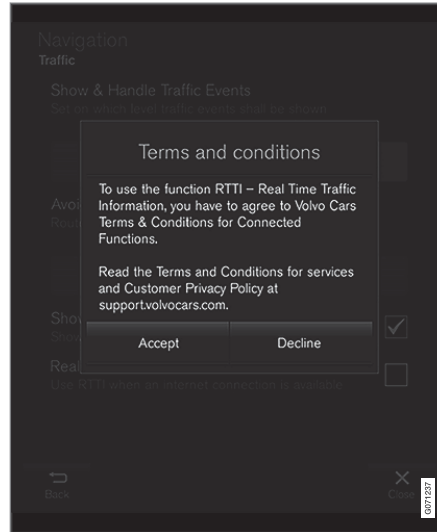 Navigation
Traffic
Show & Handle Traffic Events
Set on which level traffic events shall be shown
Terms and conditions
To use the function RTTI – Real Time Traffic
Information, you have to agree to Volvo Cars
Terms & Conditions for Connected
Functions.
Read the Terms and Conditions for services
and Customer Privacy Policy at
support.volvocars.com.
Accept
Decline
Real
Use RTTI when an internet connection is available
Back
Close
G071237